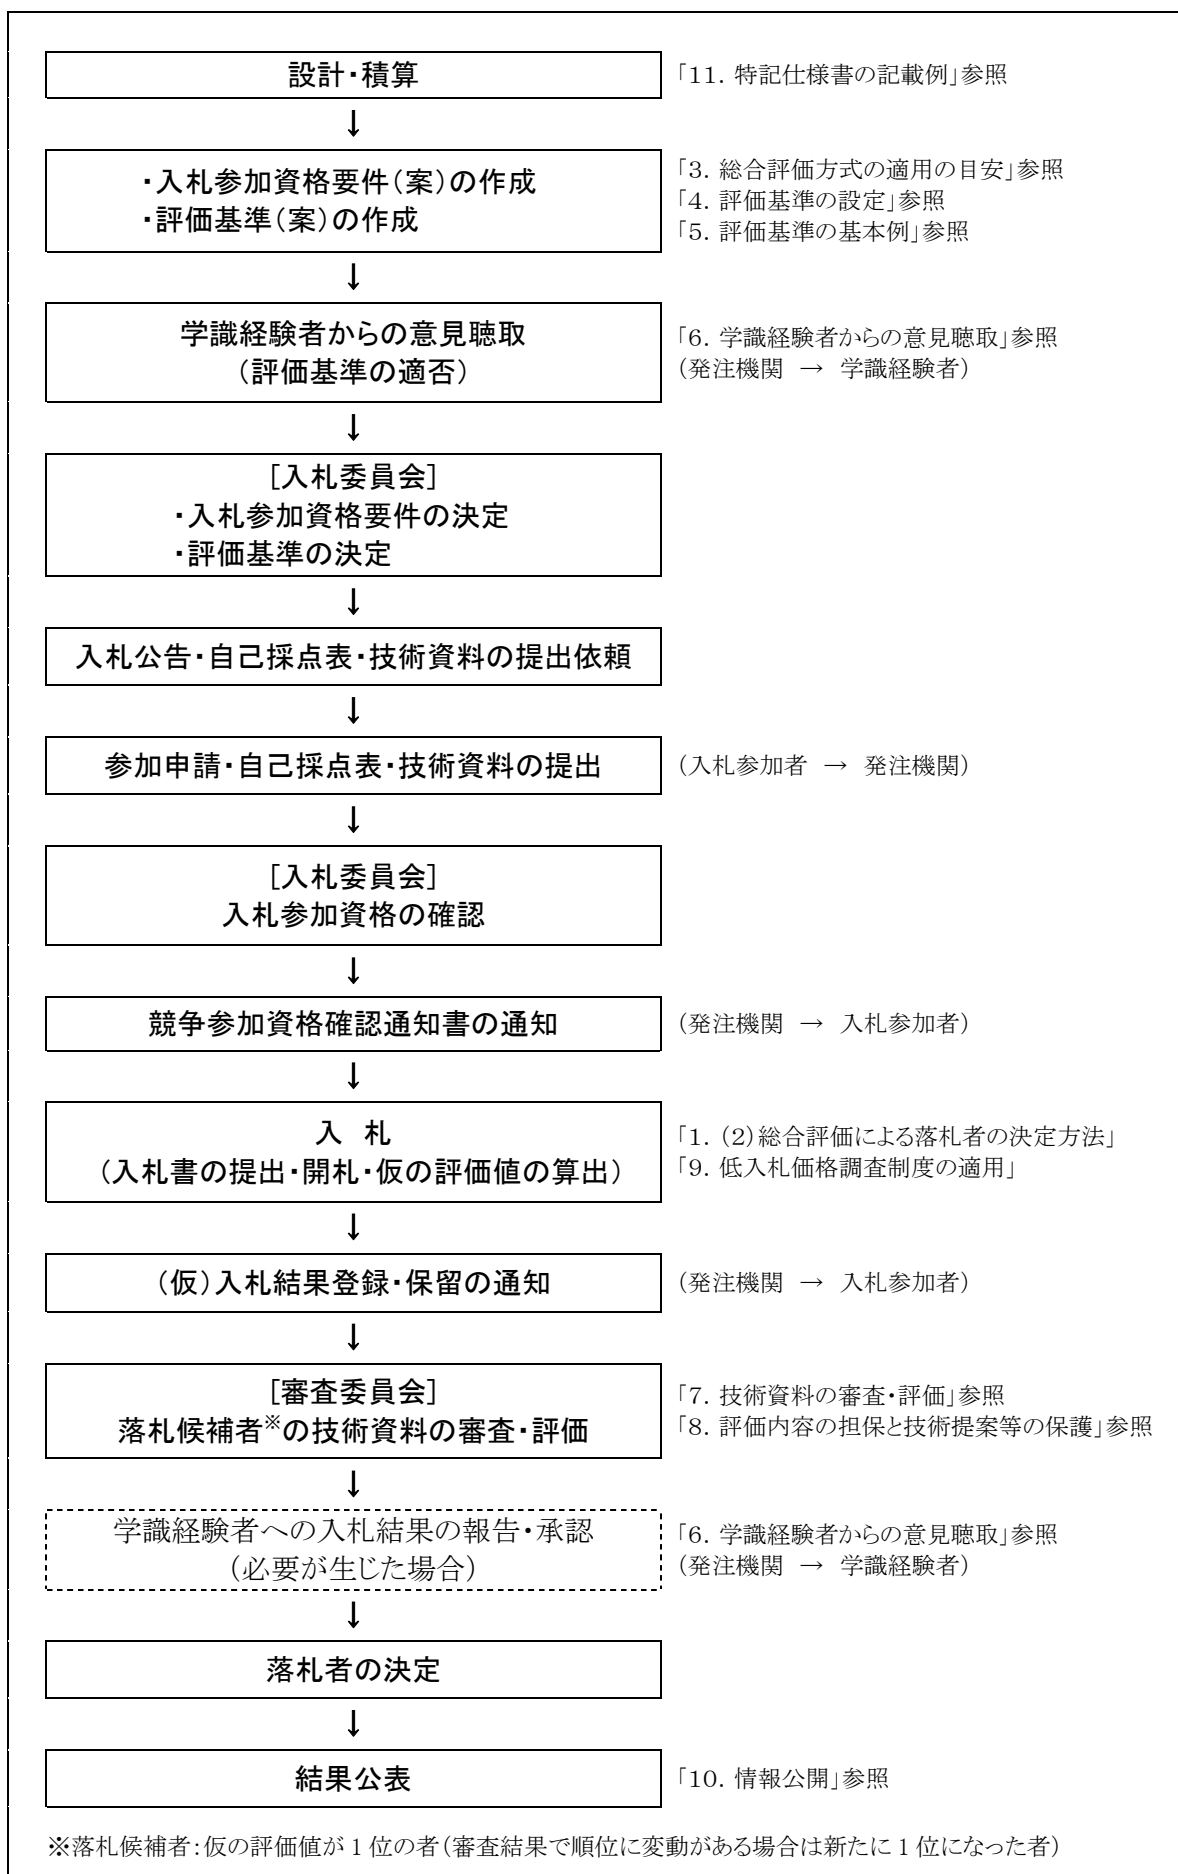 設計・積算 「11．特記仕様書の記載例」参照
↓
・入札参加資格要件（案）の作成
・評価基準（案）の作成
「3．総合評価方式の適用の目安」参照
「4．評価基準の設定」参照
「5．評価基準の基本例」参照
↓
学識経験者からの意見聴取
（評価基準の適否）
「6．学識経験者からの意見聴取」参照
（発注機関 → 学識経験者）
↓
［入札委員会］
・入札参加資格要件の決定
・評価基準の決定
↓
入札公告・自己採点表・技術資料の提出依頼
↓
参加申請・自己採点表・技術資料の提出 （入札参加者 → 発注機関）
↓
［入札委員会］
入札参加資格の確認
↓
競争参加資格確認通知書の通知 （発注機関 → 入札参加者）
↓
入 札
（入札書の提出・開札・仮の評価値の算出）
「1．（2）総合評価による落札者の決定方法」
「9．低入札価格調査制度の適用」
↓
（仮）入札結果登録・保留の通知 （発注機関 → 入札参加者）
↓
［審査委員会］
落札候補者※の技術資料の審査・評価
「7．技術資料の審査・評価」参照
「8．評価内容の担保と技術提案等の保護」参照
↓
学識経験者への入札結果の報告・承認
（必要が生じた場合）
「6．学識経験者からの意見聴取」参照
（発注機関 → 学識経験者）
↓
落札者の決定
↓
結果公表 「10．情報公開」参照
※落札候補者：仮の評価値が 1 位の者（審査結果で順位に変動がある場合は新たに 1 位になった者）